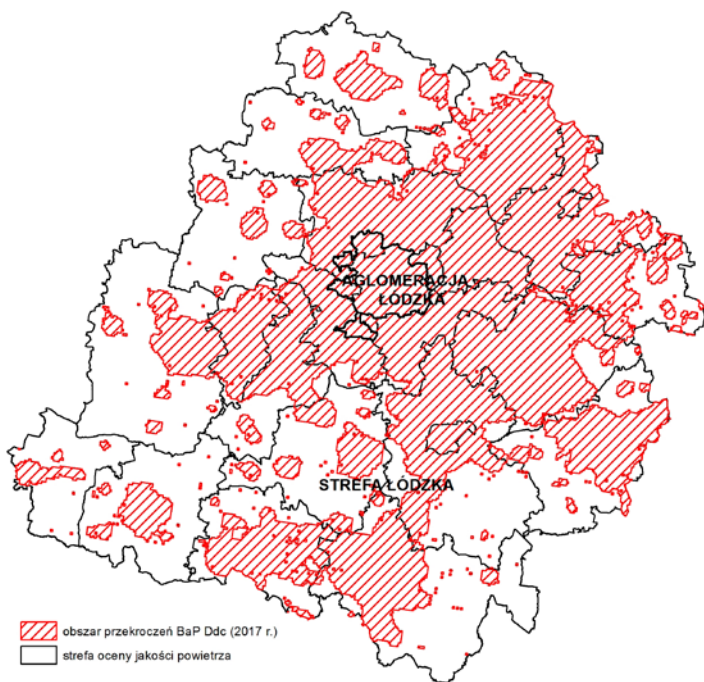 AGLOMERACJA
ŁÓDZKA
STREFA ŁÓDZKA
obszar przekroczeń BaP Ddc (2017 r.)
strefa oceny jakości powietrza